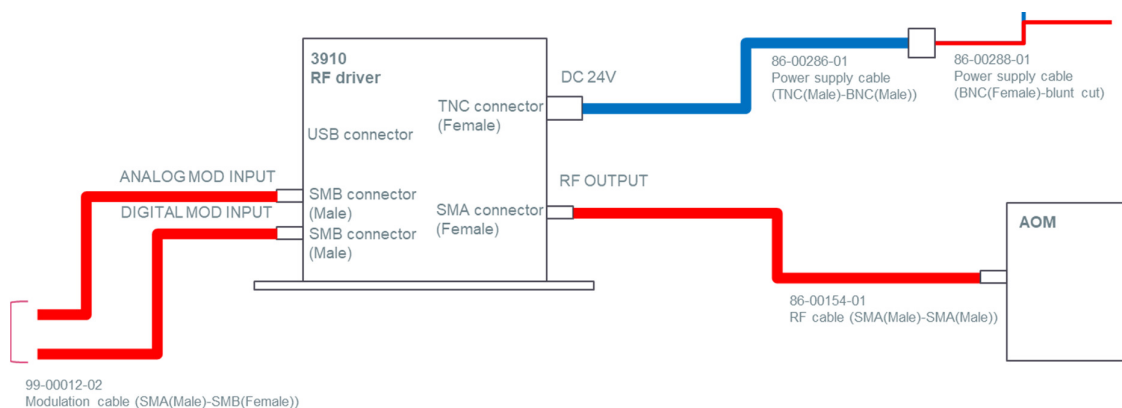 3910
RF driver
DC 24V
86-00286-01
Power supply cable
(TNC(Male)-BNC(Male))
86-00288-01
Power supply cable
(BNC(Female)-blunt cut)
TNC connector
(Female)
USB connector
ANALOG MOD INPUT
SMB connector
(Male)
DIGITAL MOD INPUT
SMB connector
(Male)
RF OUTPUT
SMA connector
(Female)
AOM
86-00154-01
RF cable (SMA(Male)-SMA(Male))
99-00012-02
Modulation cable (SMA(Male)-SMB(Female))